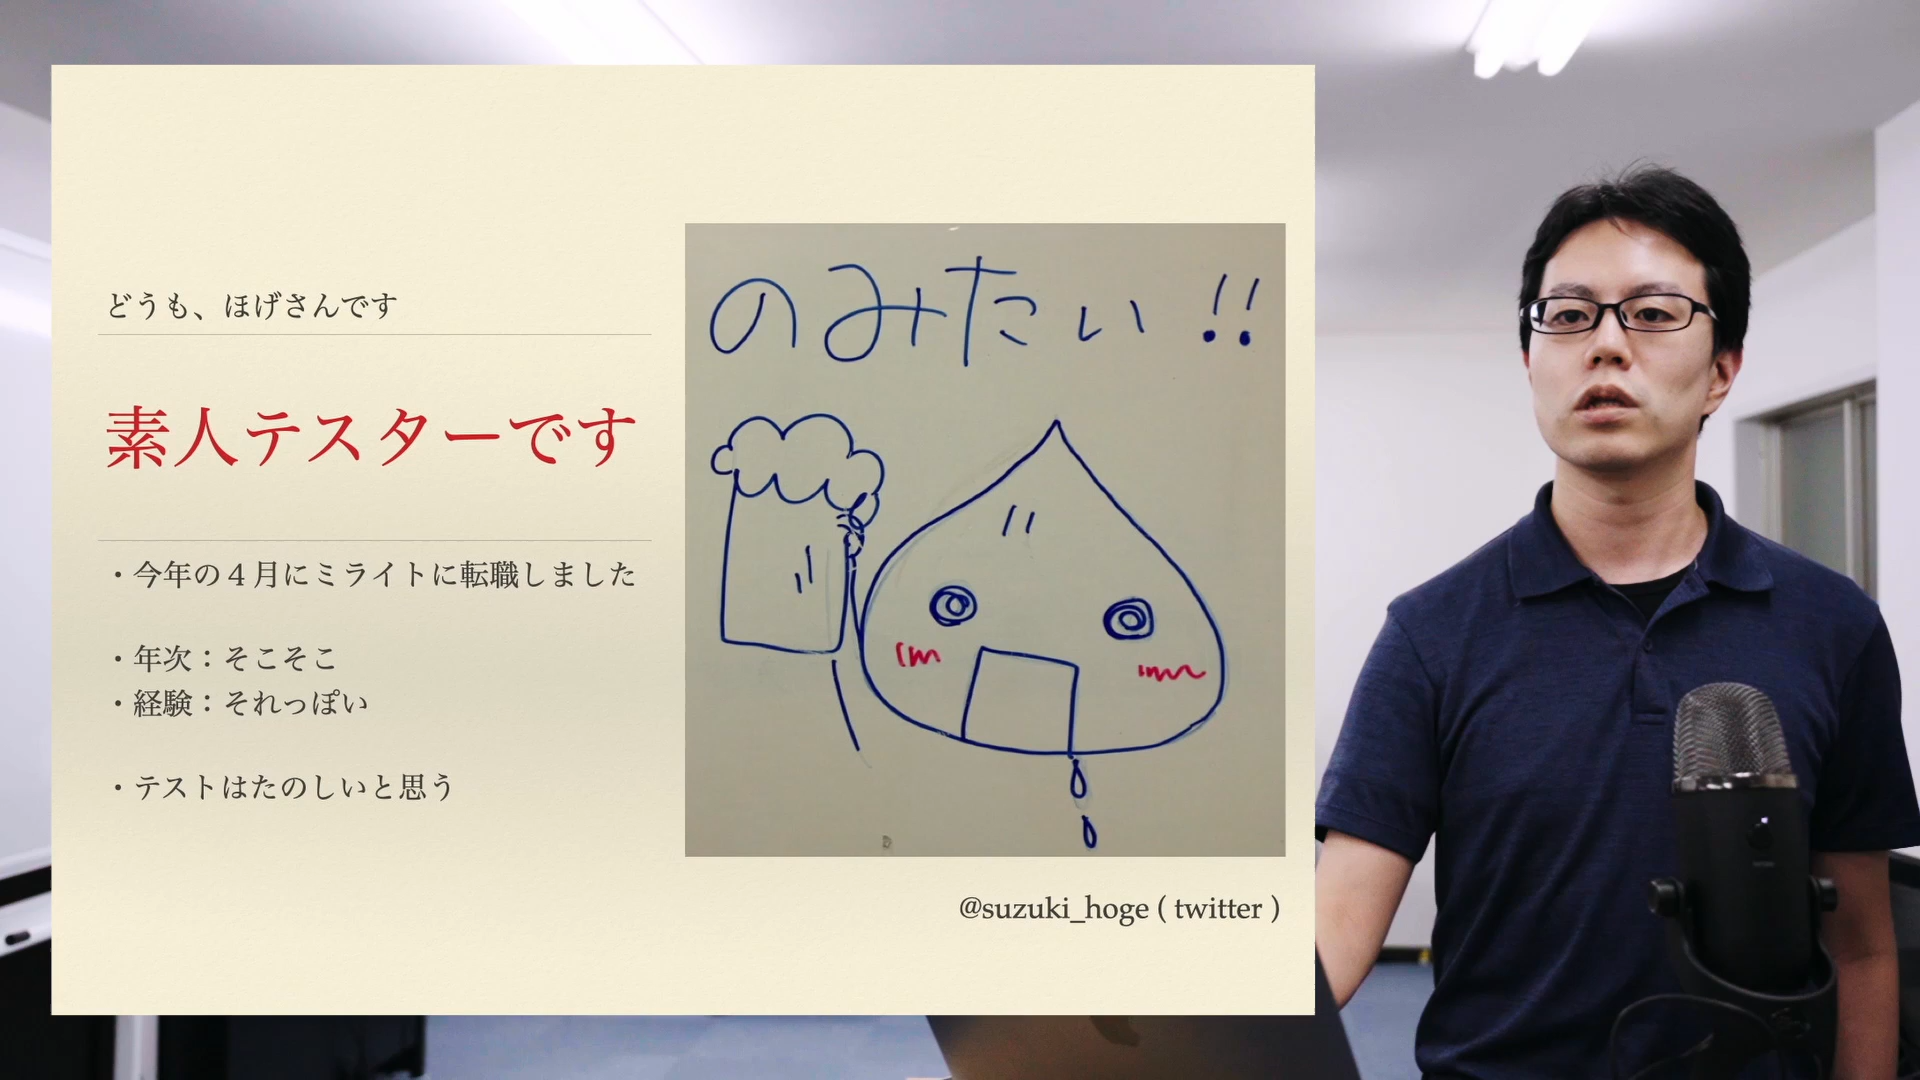 どうも、ほげさんです
素人テスターです
・今年の４月にミライトに転職しました
・年次：そこそこ
・経験：それっぽい
・テストはたのしいと思う
のみたい!!
@suzuki_hoge ( twitter )